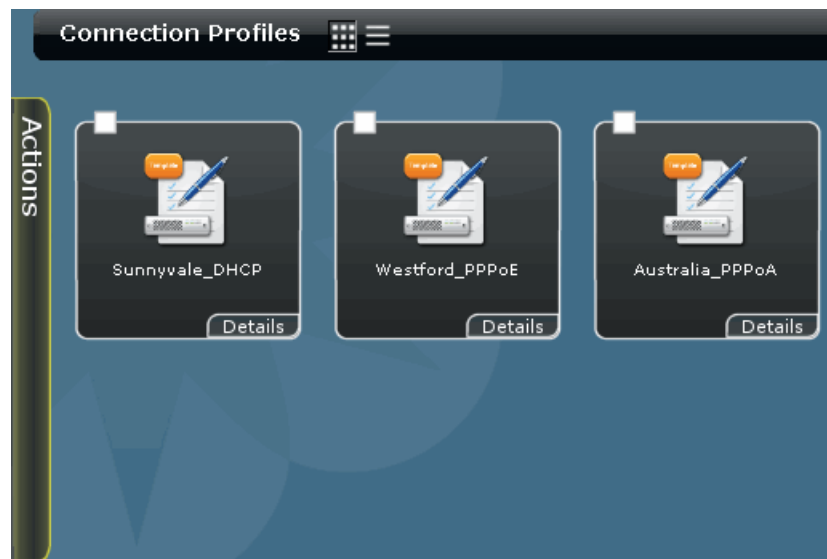 Connection Profiles
Actions
Sunnyvale_DHCP
Details
Westford_PPPoE
Details
Australia_PPPoA
Details